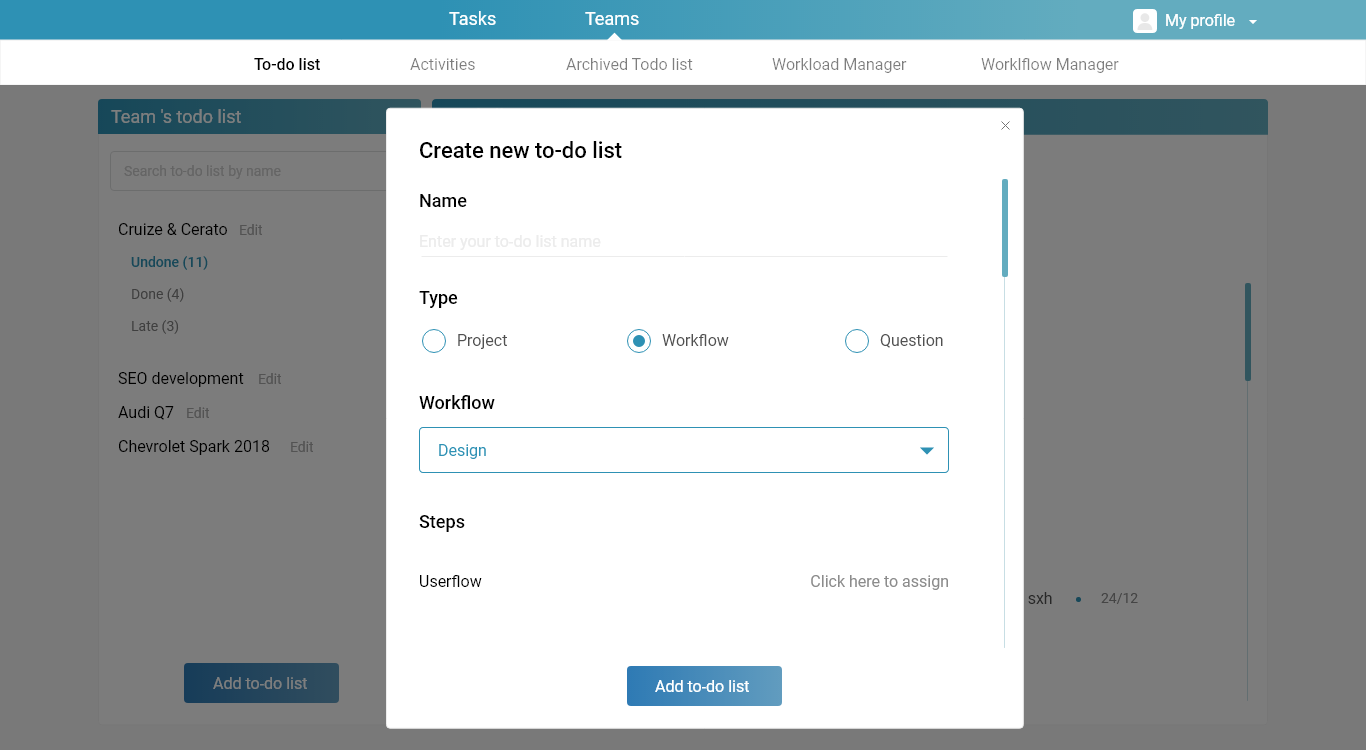 Tasks
Teams
My profile
To-do list
Activities
Archived Todo list
Workload Manager
Worklflow Manager
Team 's todo list
Search to-do list by name
Cruize & Cerato Edit
Undone (11)
Done (4)
Late (3)
SEO development Edit
Audi Q7 Edit
Chevrolet Spark 2018 Edit
Add to-do list
Create new to-do list
Name
Enter your to-do list name
Type
Project
Workflow
Question
Workflow
Design
Steps
Userflow
Click here to assign
Add to-do list
sxh
24/12